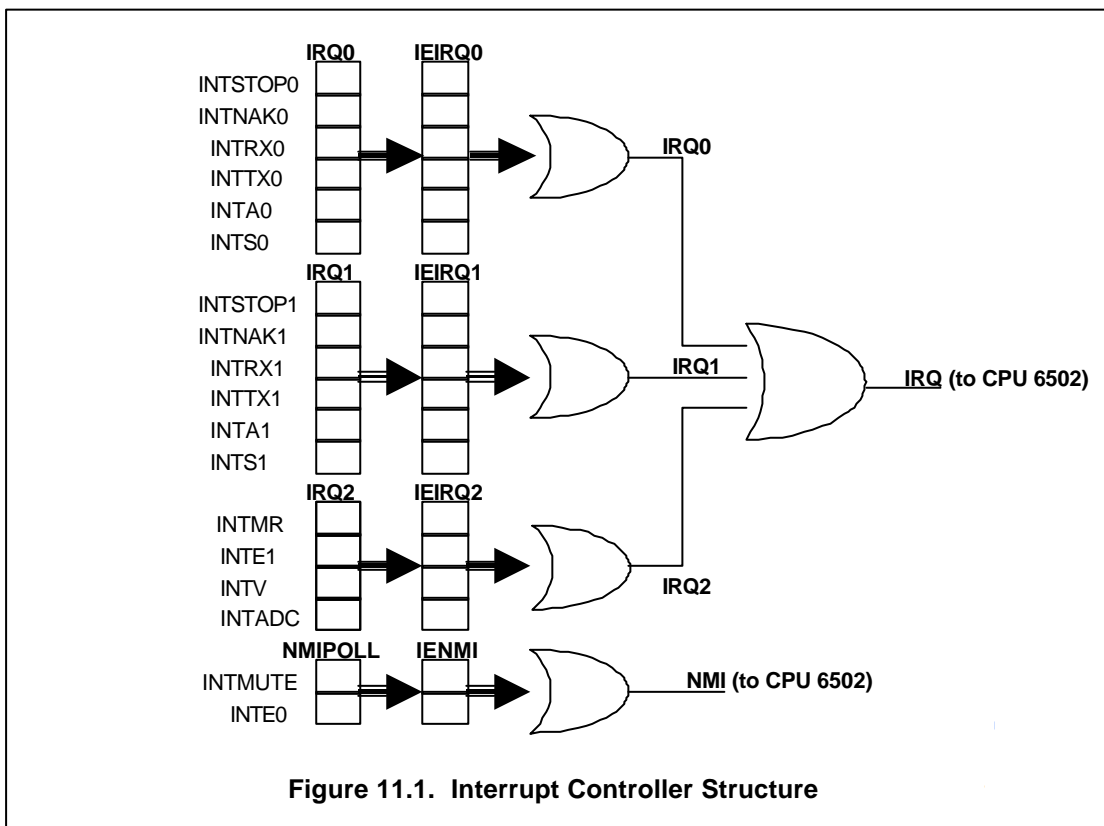 IRQ0 IEIRQ0
INTSTOP0
INTNAK0
INTRX0
INTTX0
INTA0
INTS0
IRQ0
IRQ1 IEIRQ1
INTSTOP1
INTNAK1
INTRX1
INTTX1
INTA1
INTS1
IRQ1
IRQ (to CPU 6502)
IRQ2 IEIRQ2
INTMR
INTE1
INTV
INTADC
IRQ2
NMIPOLL IENMI
INTMUTE
INTE0
NMI (to CPU 6502)
Figure 11.1. Interrupt Controller Structure